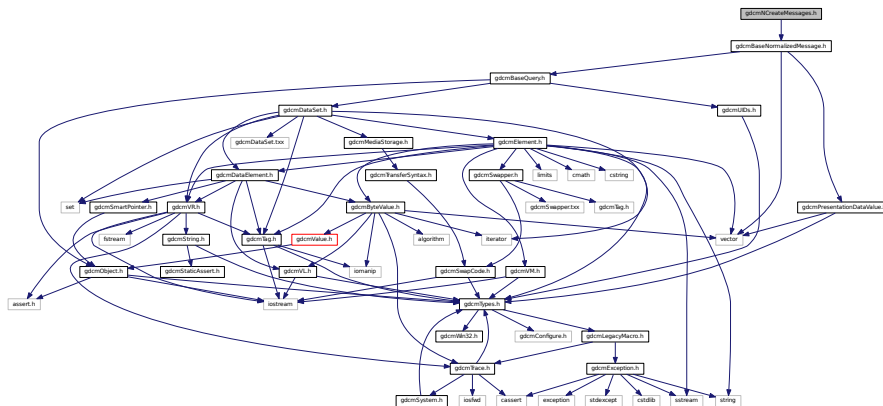 gdcmNCreateMessages.h
gdcmBaseNormalizedMessage.h
gdcmBaseQuery.h
gdcmDataSet.h
gdcmUIDs.h
gdcmDataSet.txx
gdcmMediaStorage.h
gdcmElement.h
gdcmDataElement.h
gdcmTransferSyntax.h
gdcmSwapper.h
limits
cmath
cstring
set
gdcmSmartPointer.h
gdcmVR.h
gdcmByteValue.h
gdcmSwapper.txx
gdcmTag.h
gdcmPresentationDataValue.h
fstream
gdcmString.h
gdcmTag.h
gdcmValue.h
algorithm
iterator
vector
gdcmObject.h
gdcmStaticAssert.h
gdcmVL.h
iomanip
gdcmSwapCode.h
gdcmVM.h
assert.h
iostream
gdcmTypes.h
gdcmWin32.h
gdcmConfigure.h
gdcmLegacyMacro.h
gdcmTrace.h
gdcmException.h
gdcmSystem.h
iosfwd
cassert
exception
stdexcept
cstdlib
sstream
string